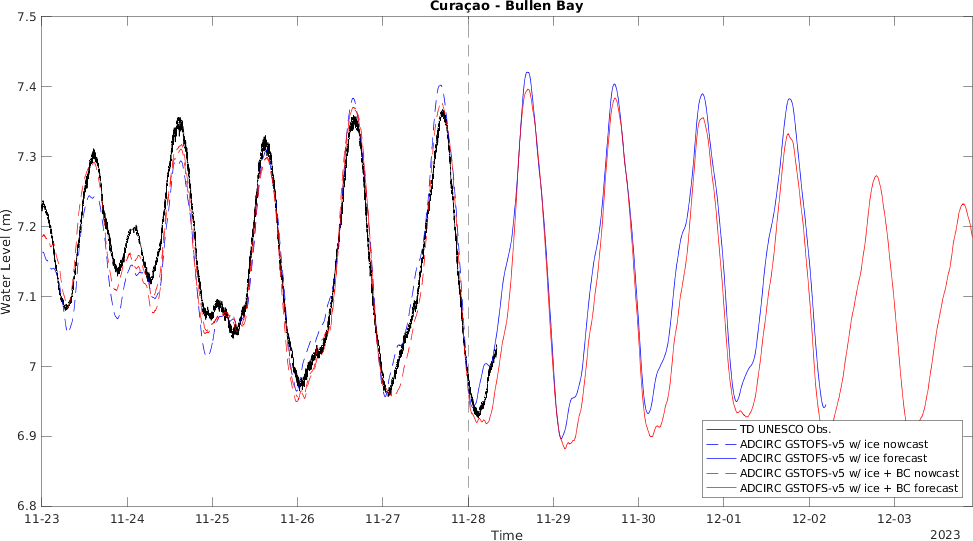 Curaçao - Bullen Bay
7.5
7.4
7.3
7.2
7.1
7
6.9
6.8
Water Level (m)
11-23
11-24
11-25
11-26
11-27
11-28
11-29
11-30
12-01
12-02
12-03
Time
2023
TD UNESCO Obs.
ADCIRC GSTOFS-v5 w/ ice nowcast
ADCIRC GSTOFS-v5 w/ ice forecast
ADCIRC GSTOFS-v5 w/ ice + BC nowcast
ADCIRC GSTOFS-v5 w/ ice + BC forecast